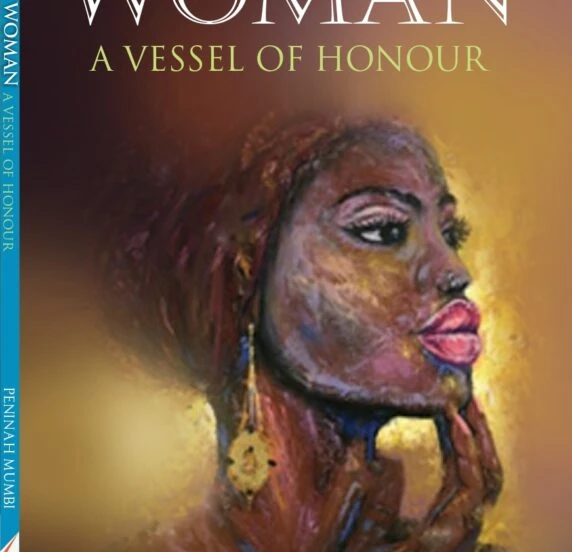 WOMAN
A VESSEL OF HONOUR
WOMAN A VESSEL OF HONOUR
PENINAH MUMBI